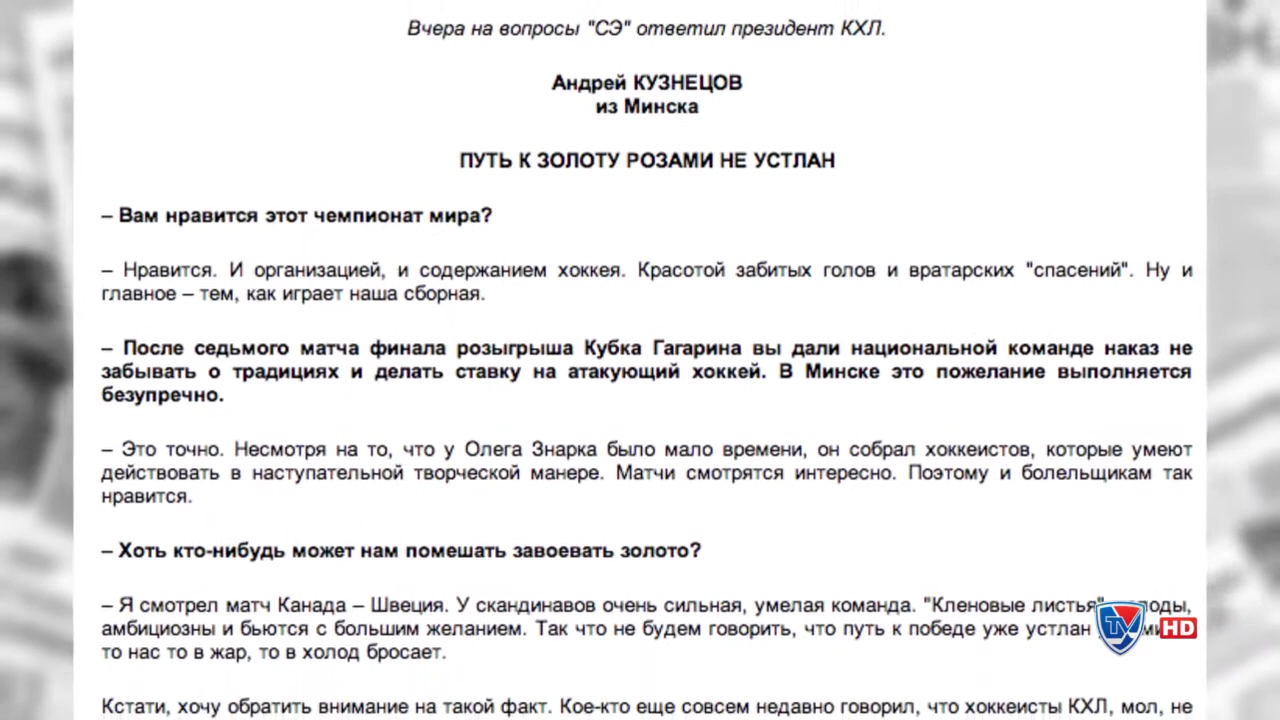 Вчера на вопросы "СЭ" ответил президент КХЛ.
Андрей КУЗНЕЦОВ
из Минска
ПУТЬ К ЗОЛОТУ РОЗАМИ НЕ УСТЛАН
– Вам нравится этот чемпионат мира?
– Нравится. И организацией, и содержанием хоккея. Красотой забитых голов и вратарских "спасений". Ну и
главное – тем, как играет наша сборная.
– После седьмого матча финала розыгрыша Кубка Гагарина вы дали национальной команде наказ не
забывать о традициях и делать ставку на атакующий хоккей. В Минске это пожелание выполняется
безупречно.
– Это точно. Несмотря на то, что у Олега Знарка было мало времени, он собрал хоккеистов, которые умеют
действовать в наступательной творческой манере. Матчи смотрятся интересно. Поэтому и болельщикам так
нравится.
– Хоть кто-нибудь может нам помешать завоевать золото?
– Я смотрел матч Канада – Швеция. У скандинавов очень сильная, умелая команда. "Кленовые листья"
амбициозны и бьются с большим желанием. Так что не будем говорить, что путь к победе уже устлан
TV HD
то нас то в жар, то в холод бросает.
Кстати, хочу обратить внимание на такой факт. Кое-кто еще совсем недавно говорил, что хоккеисты КХЛ, мол, не